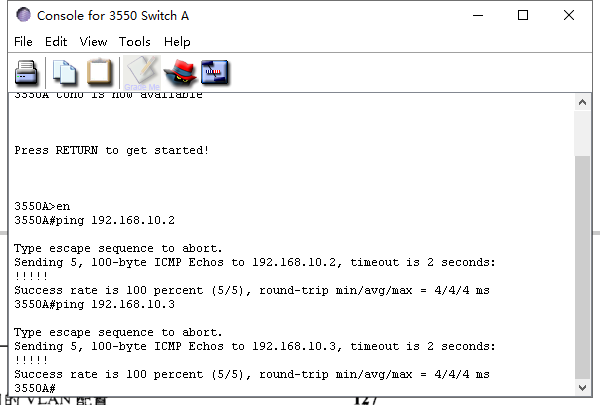 Console for 3550 Switch A
File Edit View Tools Help
Grade Me
3550A con0 is now available
Press RETURN to get started!
3550A>en
3550A#ping 192.168.10.2
Type escape sequence to abort.
Sending 5, 100-byte ICMP Echos to 192.168.10.2, timeout is 2 seconds:
!!!!!
Success rate is 100 percent (5/5), round-trip min/avg/max = 4/4/4 ms
3550A#ping 192.168.10.3
Type escape sequence to abort.
Sending 5, 100-byte ICMP Echos to 192.168.10.3, timeout is 2 seconds:
!!!!!
Success rate is 100 percent (5/5), round-trip min/avg/max = 4/4/4 ms
3550A#
的 VLAN 配置 127